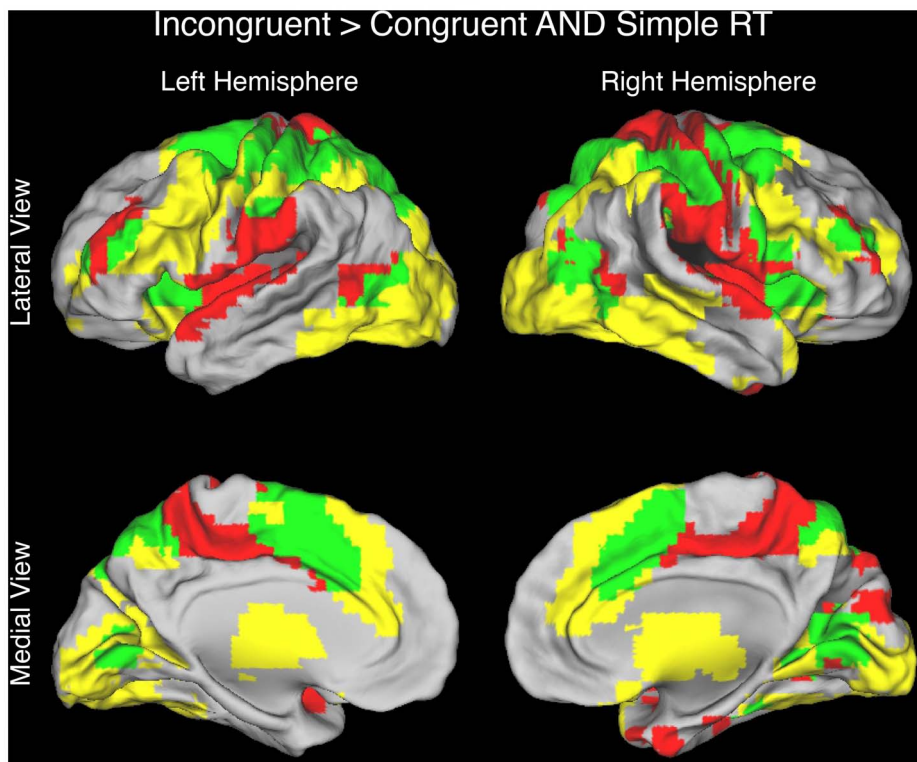 Incongruent > Congruent AND Simple RT
Left Hemisphere
Right Hemisphere
Lateral View
Medial View